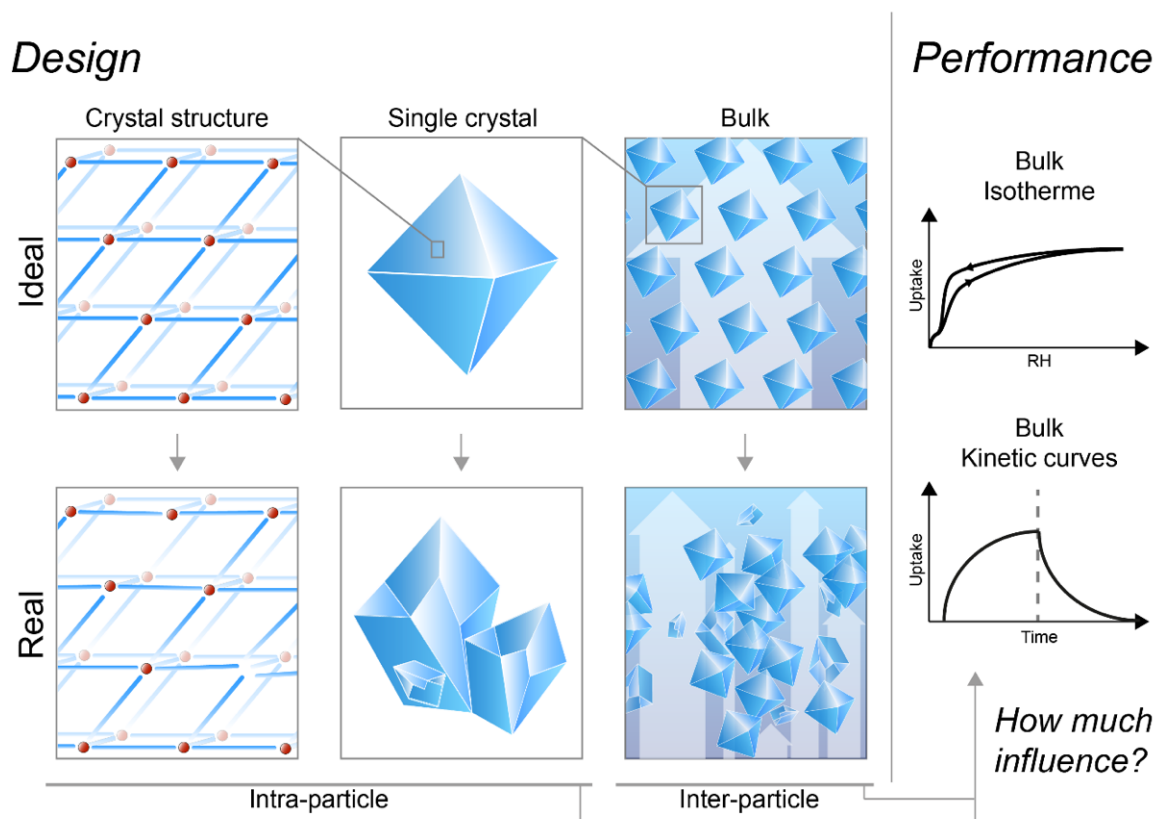 Design
Performance
Crystal structure
Single crystal
Bulk
Ideal
Real
Intra-particle
Inter-particle
Bulk
Isotherme
Uptake
RH
Bulk
Kinetic curves
Uptake
Time
How much
influence?